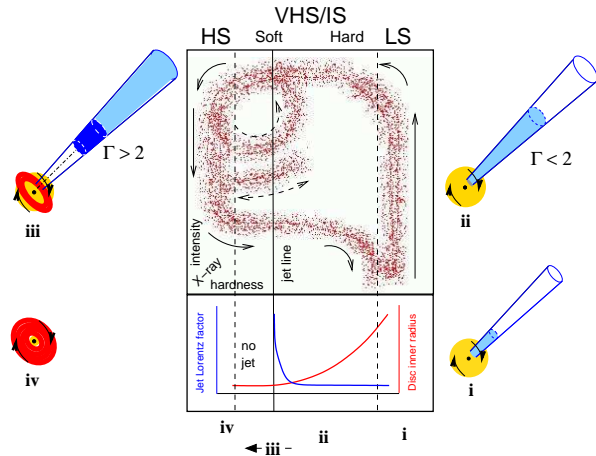 VHS/IS
HS Soft Hard LS
Γ > 2
Γ < 2
iii
ii
intensity
X−ray
hardness
jet line
Jet Lorentz factor
no
jet
Disc inner radius
iv
i
iv ii i
iii